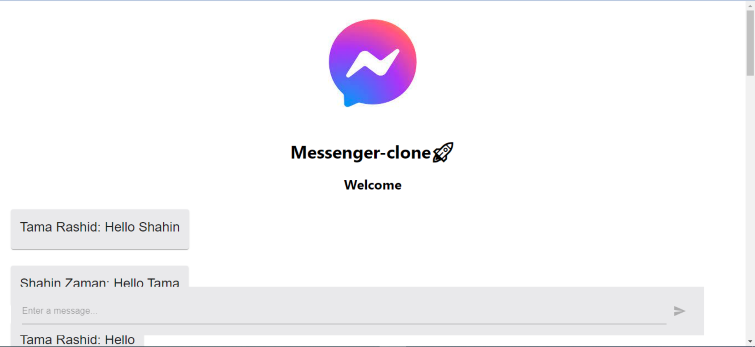 Messenger-clone🚀
Welcome
Tama Rashid: Hello Shahin
Shahin Zaman: Hello Tama
Enter a message...
Tama Rashid: Hello